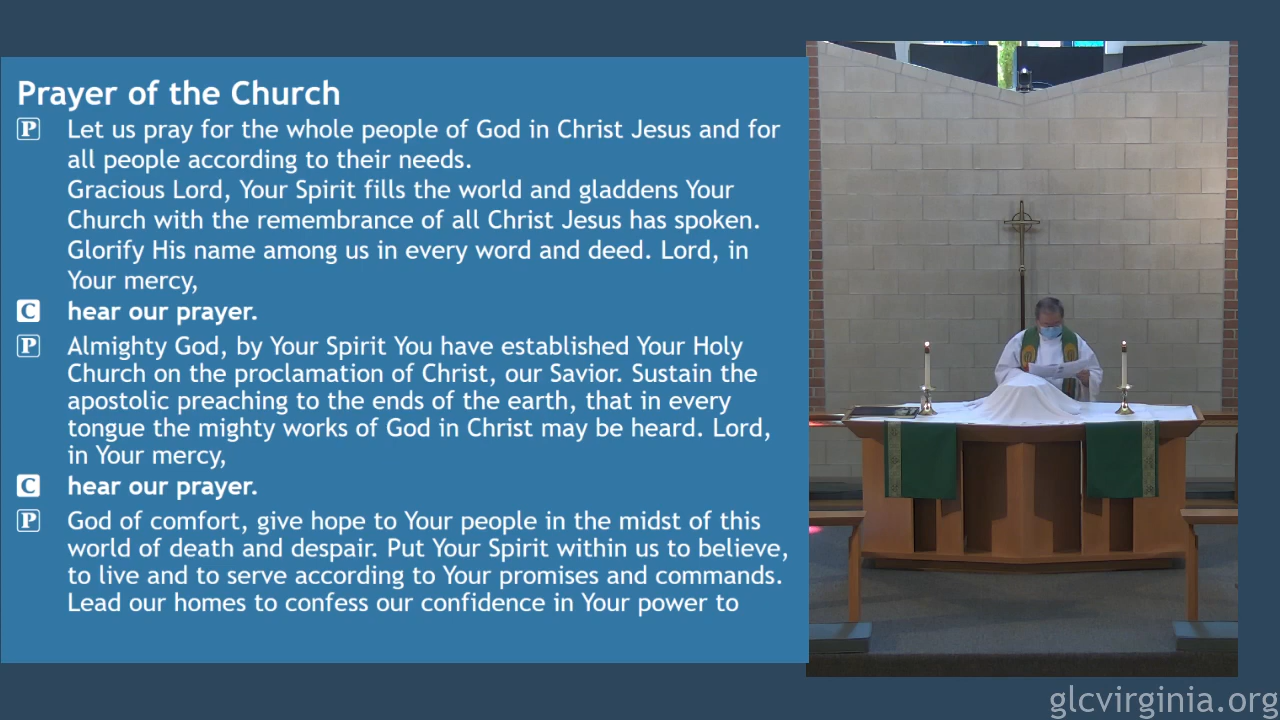 Prayer of the Church
P Let us pray for the whole people of God in Christ Jesus and for
all people according to their needs.
Gracious Lord, Your Spirit fills the world and gladdens Your
Church with the remembrance of all Christ Jesus has spoken.
Glorify His name among us in every word and deed. Lord, in
Your mercy,
C hear our prayer.
P Almighty God, by Your Spirit You have established Your Holy
Church on the proclamation of Christ, our Savior. Sustain the
apostolic preaching to the ends of the earth, that in every
tongue the mighty works of God in Christ may be heard. Lord,
in Your mercy,
C hear our prayer.
P God of comfort, give hope to Your people in the midst of this
world of death and despair. Put Your Spirit within us to believe,
to live and to serve according to Your promises and commands.
Lead our homes to confess our confidence in Your power to
glcvirginia.org